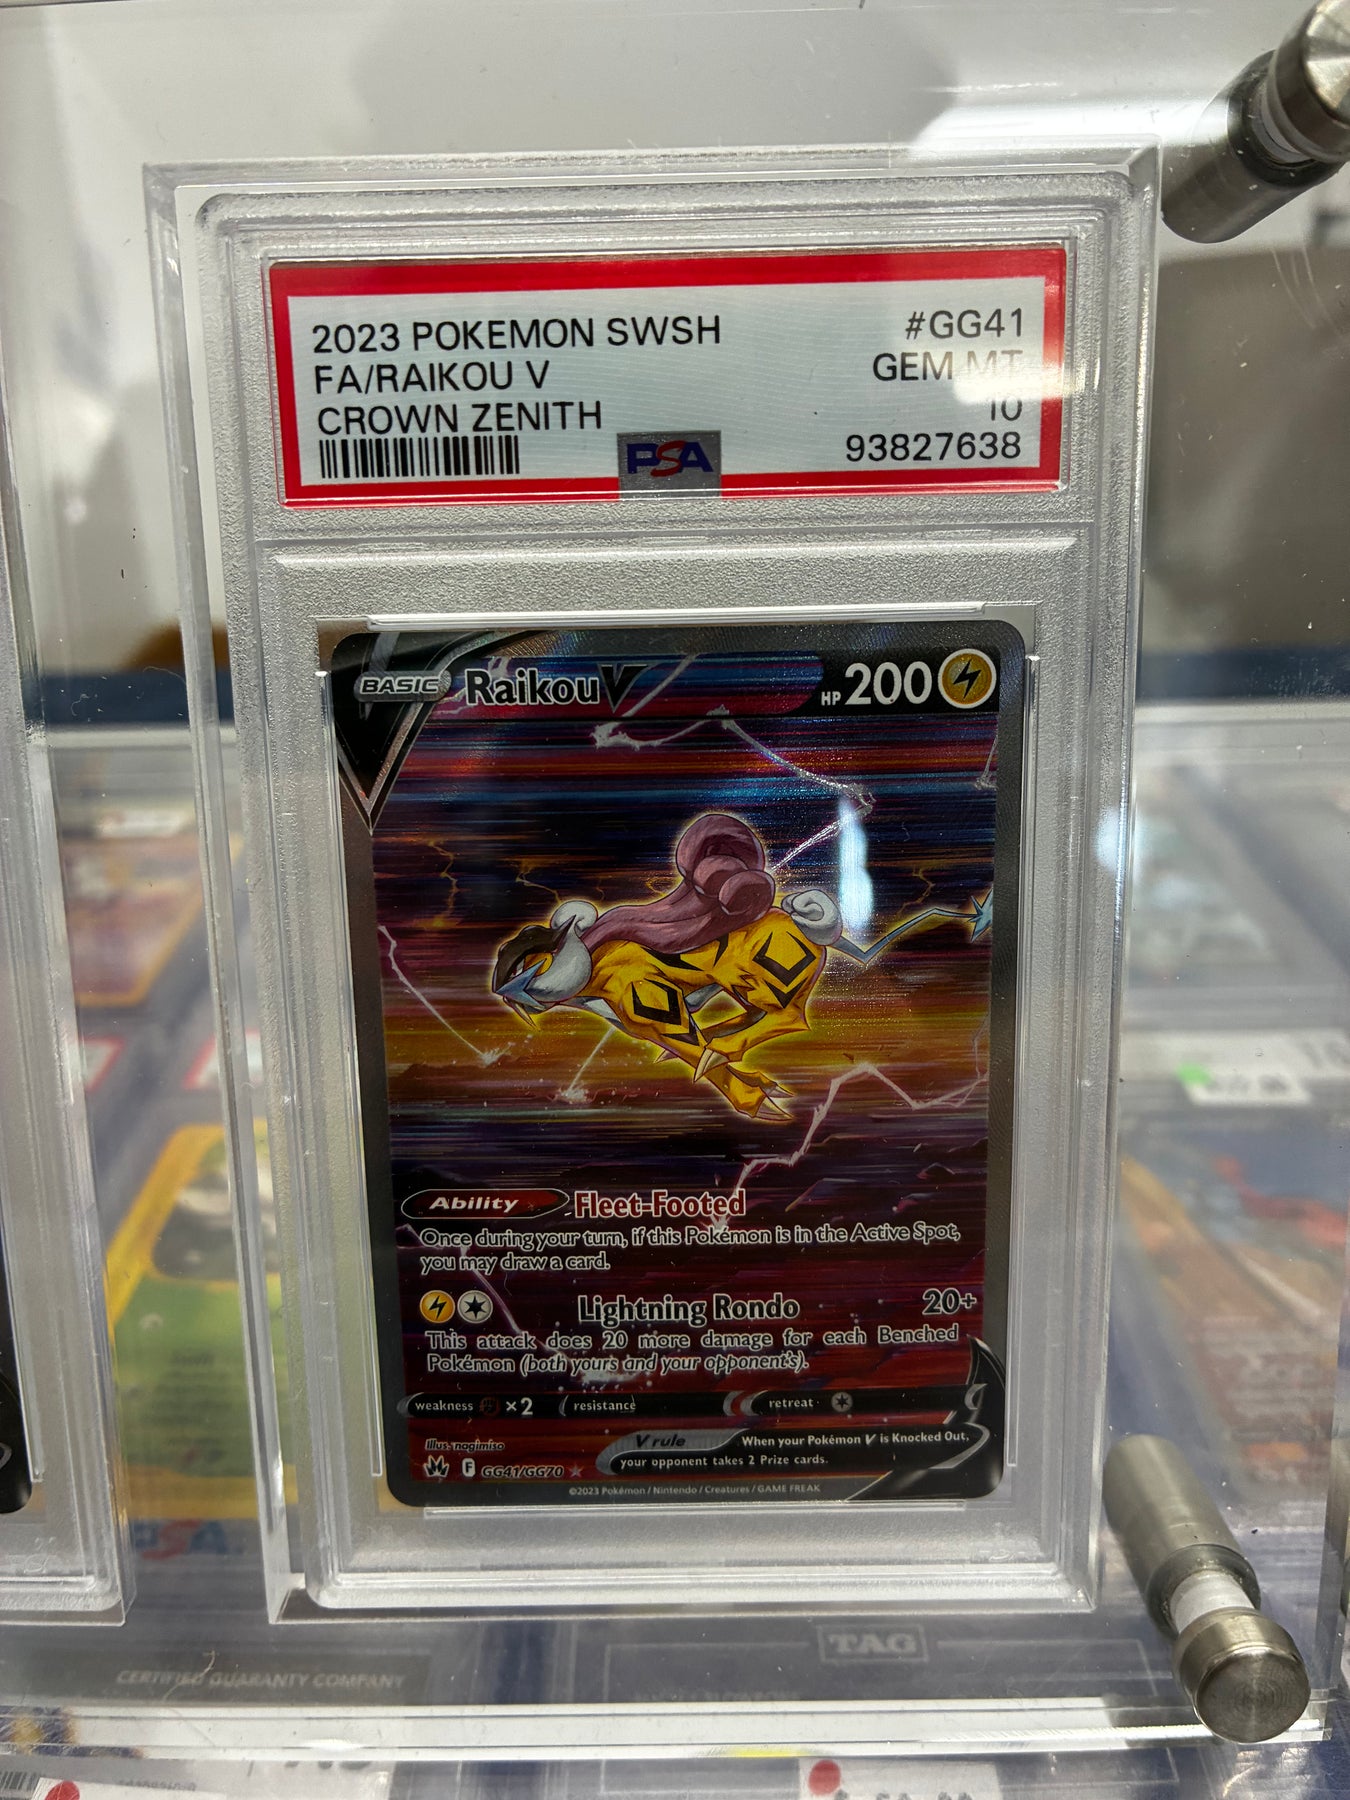 2023 POKEMON SWSH
#GG41
FA/RAIKOU V
GEM MT
CROWN ZENITH
10
PSA
93827638
BASIC
Raikou V
HP 200
Ability
Fleet-Footed
Once during your turn, if this Pokémon is in the Active Spot,
you may draw a card.
Lightning Rondo
20+
This attack does 20 more damage for each Benched
Pokémon (both yours and your opponent's).
weakness
×2
resistance
retreat
Illus. nagimiso
V rule
When your Pokémon V is Knocked Out,
your opponent takes 2 Prize cards.
F
GG41/GG70
©2023 Pokémon / Nintendo / Creatures / GAME FREAK
TAG
CERTIFIED GUARANTY COMPANY
PSA